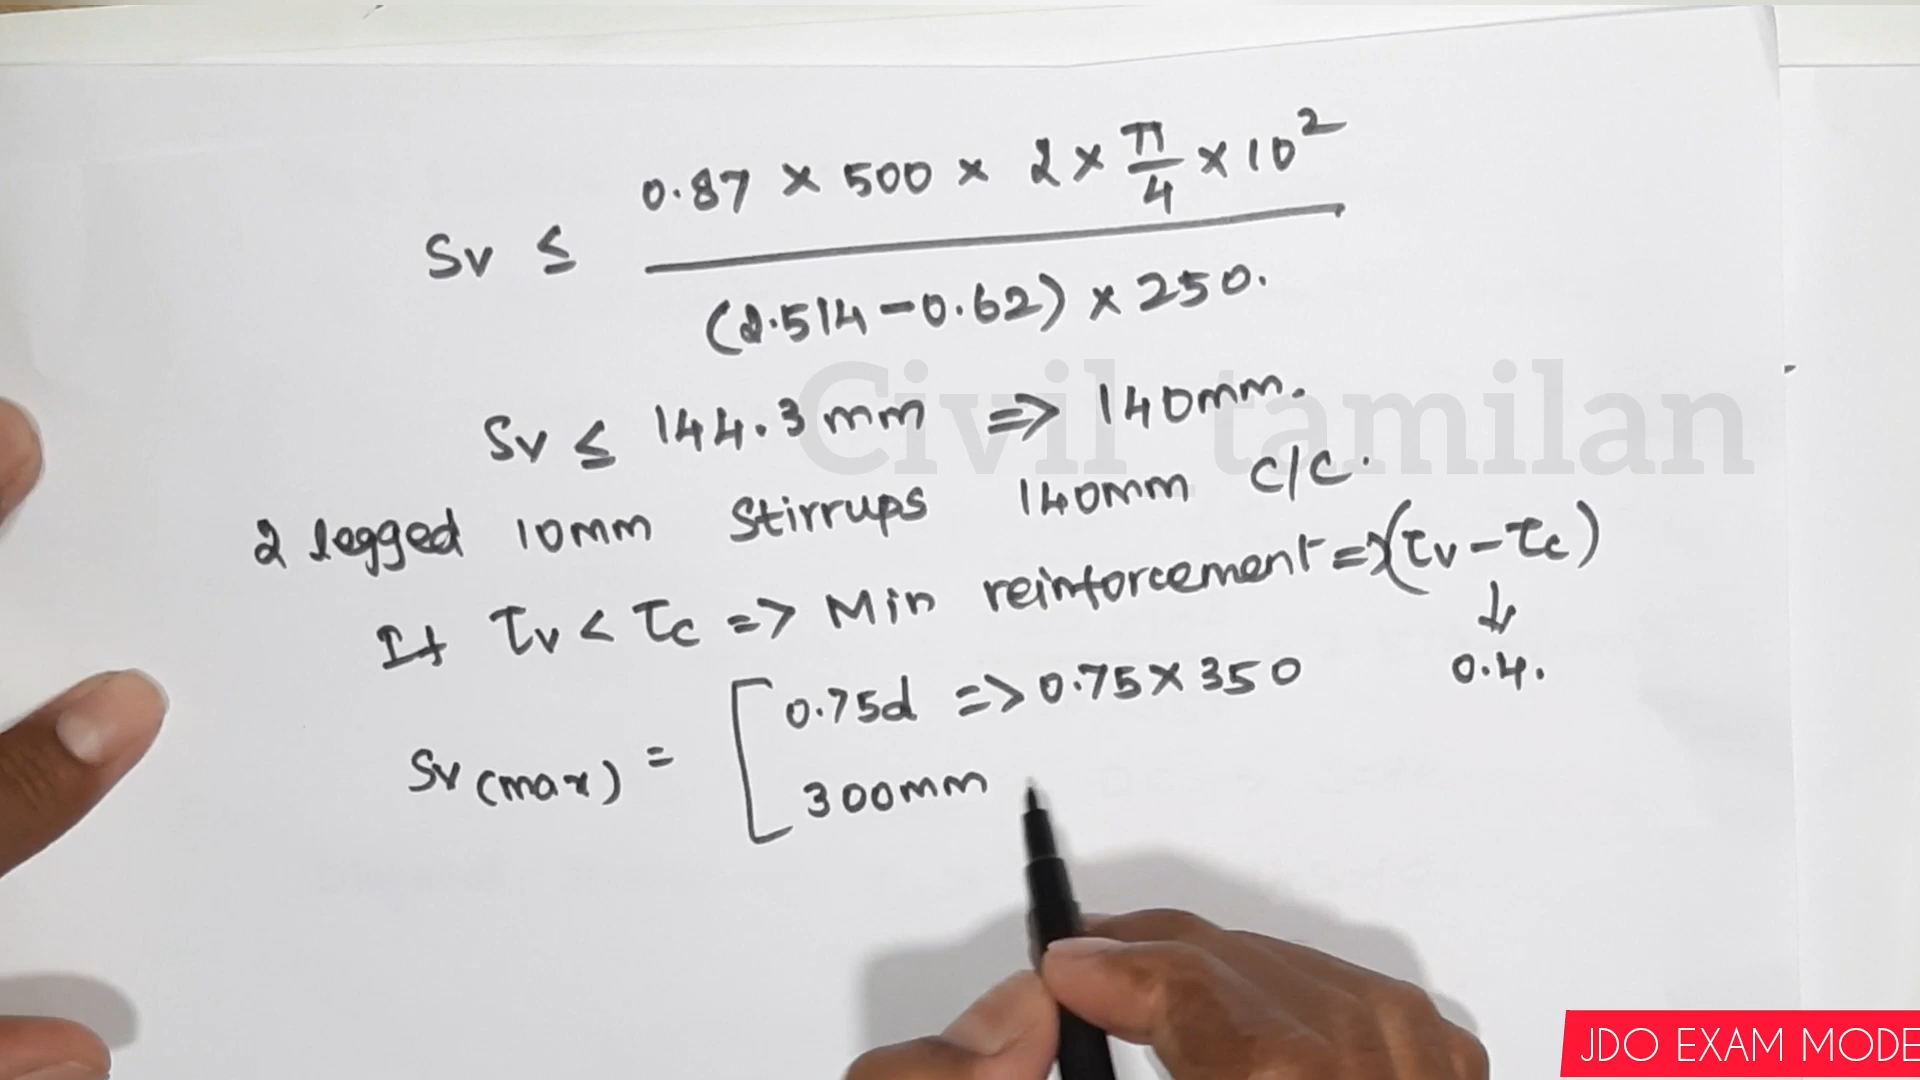 Sv ≤ 0.87 × 500 × 2 × π/4 × 10²
(2.514 - 0.62) × 250.
Sv ≤ 144.3mm => 140mm.
Civil tamilan
2 legged 10mm Stirrups 140mm c/c.
If τv < τc => Min reinforcement => (τv - τc)
↓
0.4.
Sv(max) = [ 0.75d => 0.75 × 350
300mm
JDO EXAM MODE